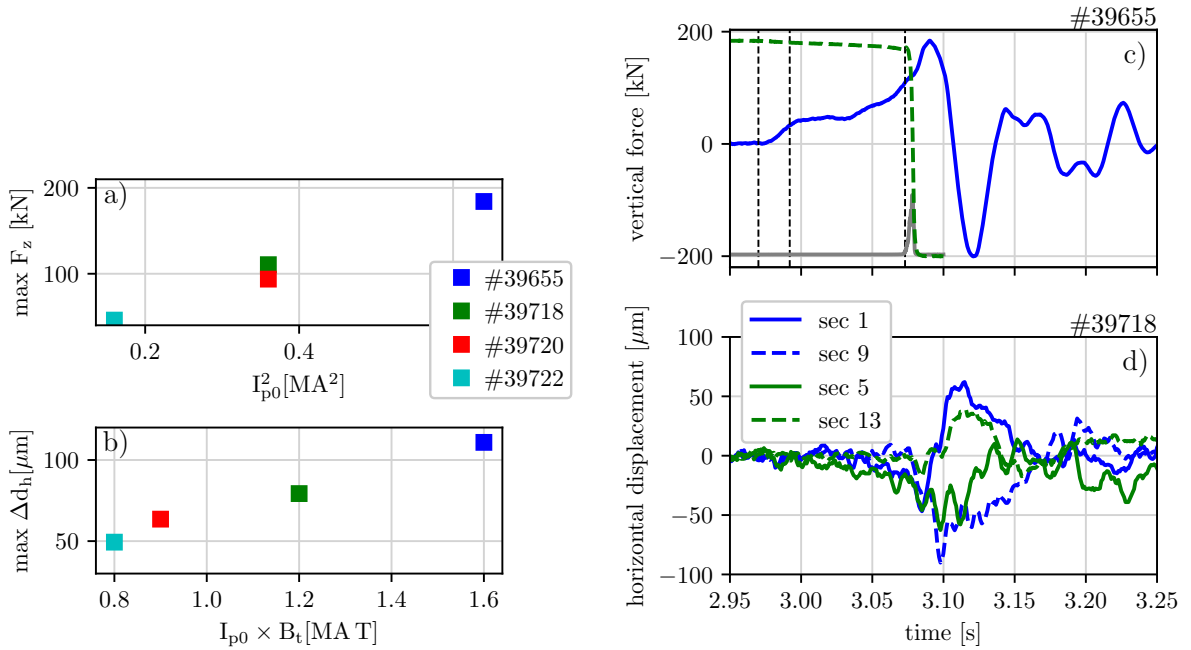 a)
max F_z [kN]
200
100
0.2
0.4
I²_p0[MA²]
#39655
#39718
#39720
#39722
b)
max Δd_h[μm]
100
50
0.8
1.0
1.2
1.4
1.6
I_p0 × B_t[MA T]
#39655
c)
vertical force [kN]
200
0
−200
#39718
d)
horizontal displacement [μm]
100
50
0
−50
−100
sec 1
sec 9
sec 5
sec 13
2.95
3.00
3.05
3.10
3.15
3.20
3.25
time [s]